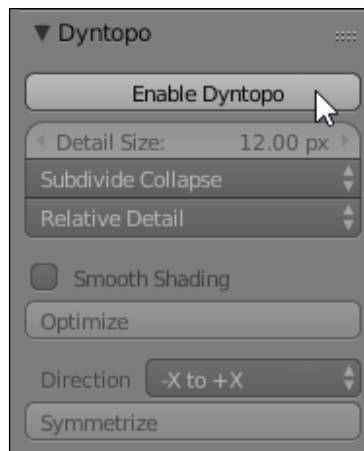 Dyntopo
Enable Dyntopo
Detail Size: 12.00 px
Subdivide Collapse
Relative Detail
Smooth Shading
Optimize
Direction -X to +X
Symmetrize